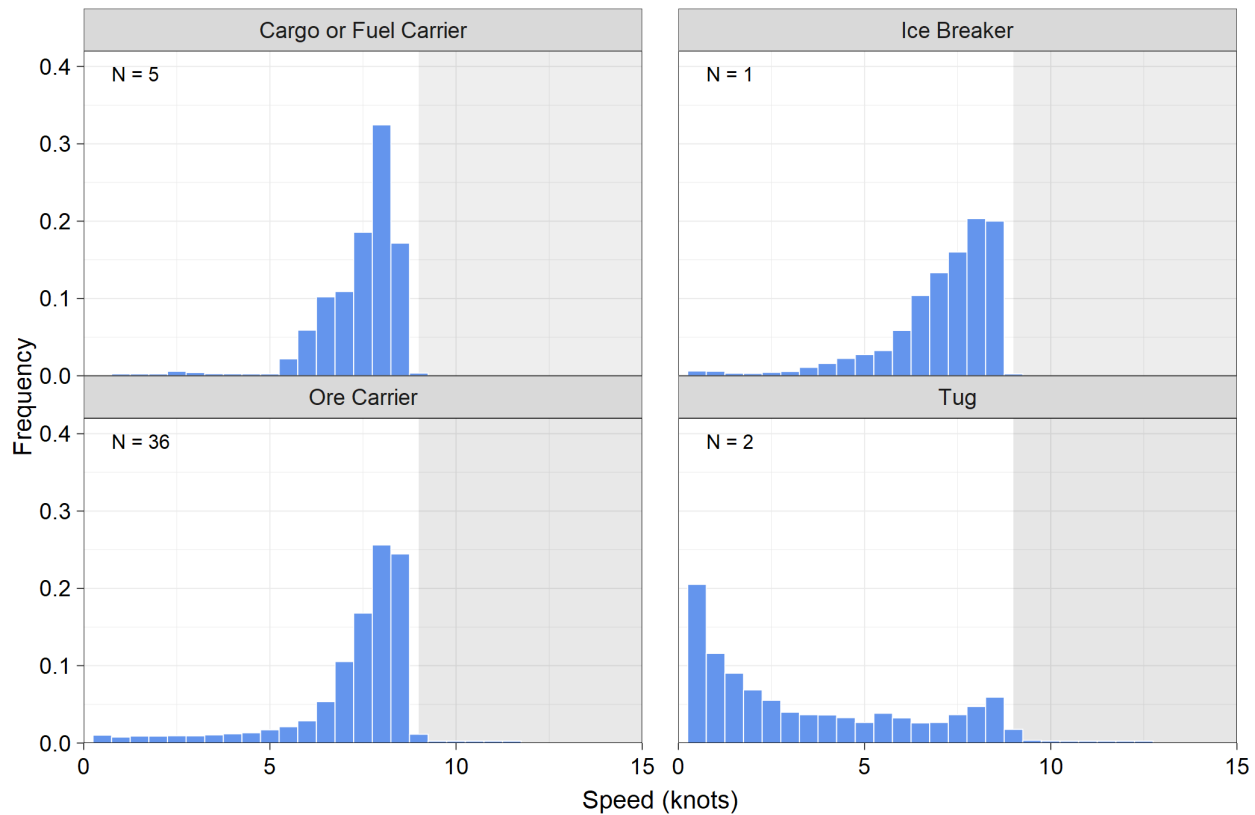 Cargo or Fuel Carrier
Ice Breaker
N = 5
N = 1
0.4
0.3
0.2
0.1
0.0
Ore Carrier
Tug
N = 36
N = 2
0.4
0.3
0.2
0.1
0.0
Frequency
0 5 10 15
0 5 10 15
Speed (knots)